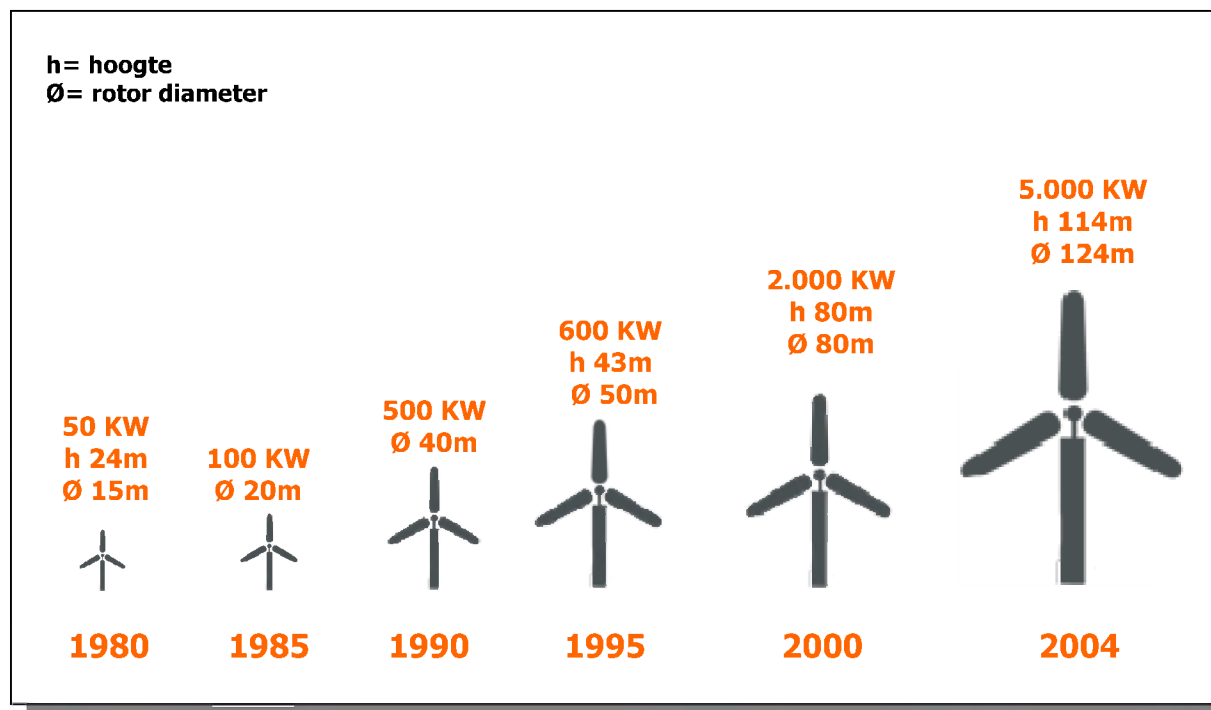 h= hoogte
Ø= rotor diameter
50 KW
h 24m
Ø 15m
100 KW
Ø 20m
500 KW
Ø 40m
600 KW
h 43m
Ø 50m
2.000 KW
h 80m
Ø 80m
5.000 KW
h 114m
Ø 124m
1980
1985
1990
1995
2000
2004